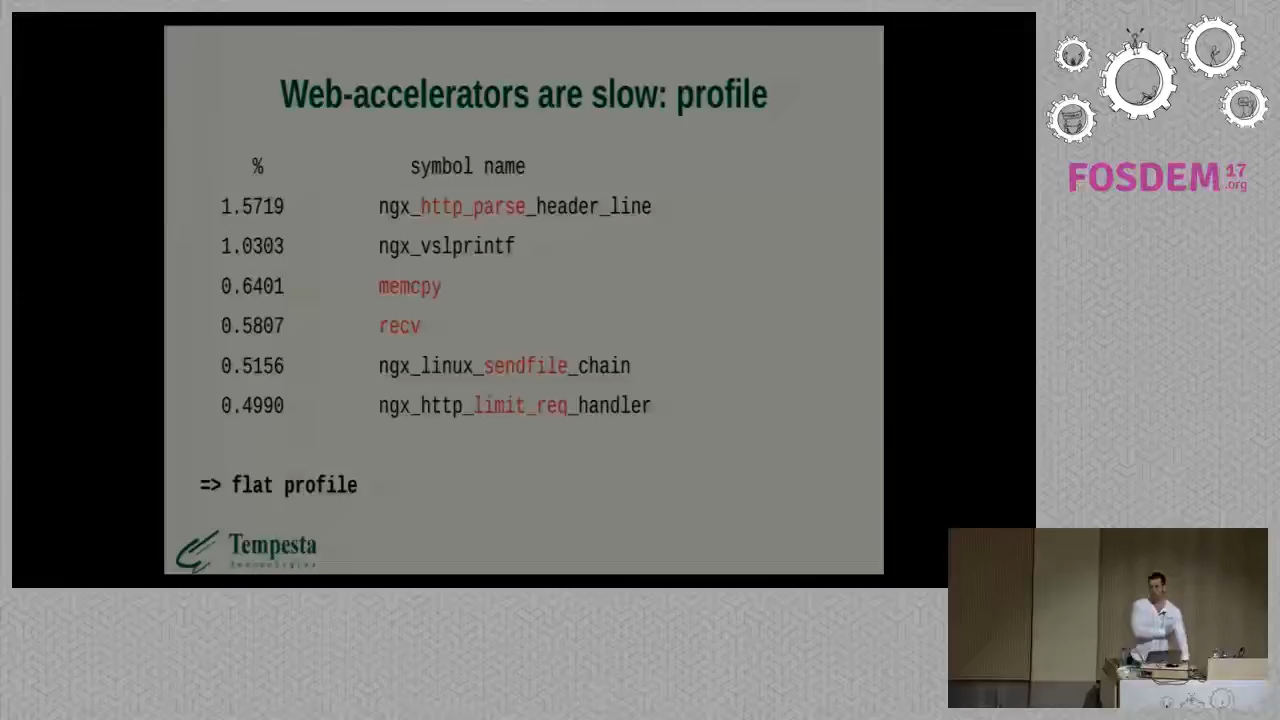 Web-accelerators are slow: profile
% symbol name
1.5719 ngx_http_parse_header_line
1.0303 ngx_vslprintf
0.6401 memcpy
0.5807 recv
0.5156 ngx_linux_sendfile_chain
0.4990 ngx_http_limit_req_handler
=> flat profile
Tempesta
FOSDEM 17
.org